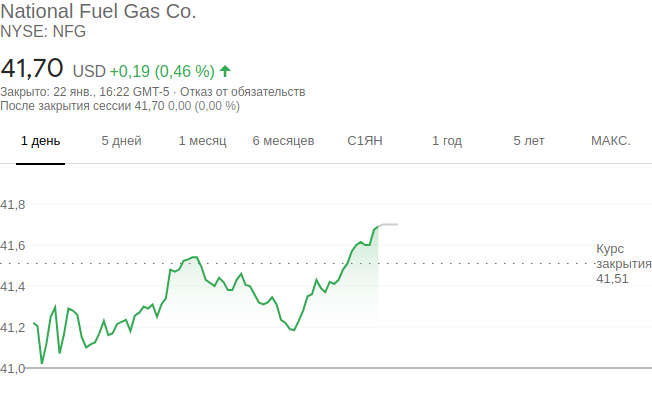 National Fuel Gas Co.
NYSE: NFG
41,70 USD +0,19 (0,46 %)
Закрыто: 22 янв., 16:22 GMT-5 · Отказ от обязательств
После закрытия сессии 41,70 0,00 (0,00 %)
1 день 5 дней 1 месяц 6 месяцев С1ЯН 1 год 5 лет МАКС.
41,8
41,6
41,4
41,2
41,0
Курс
закрытия
41,51